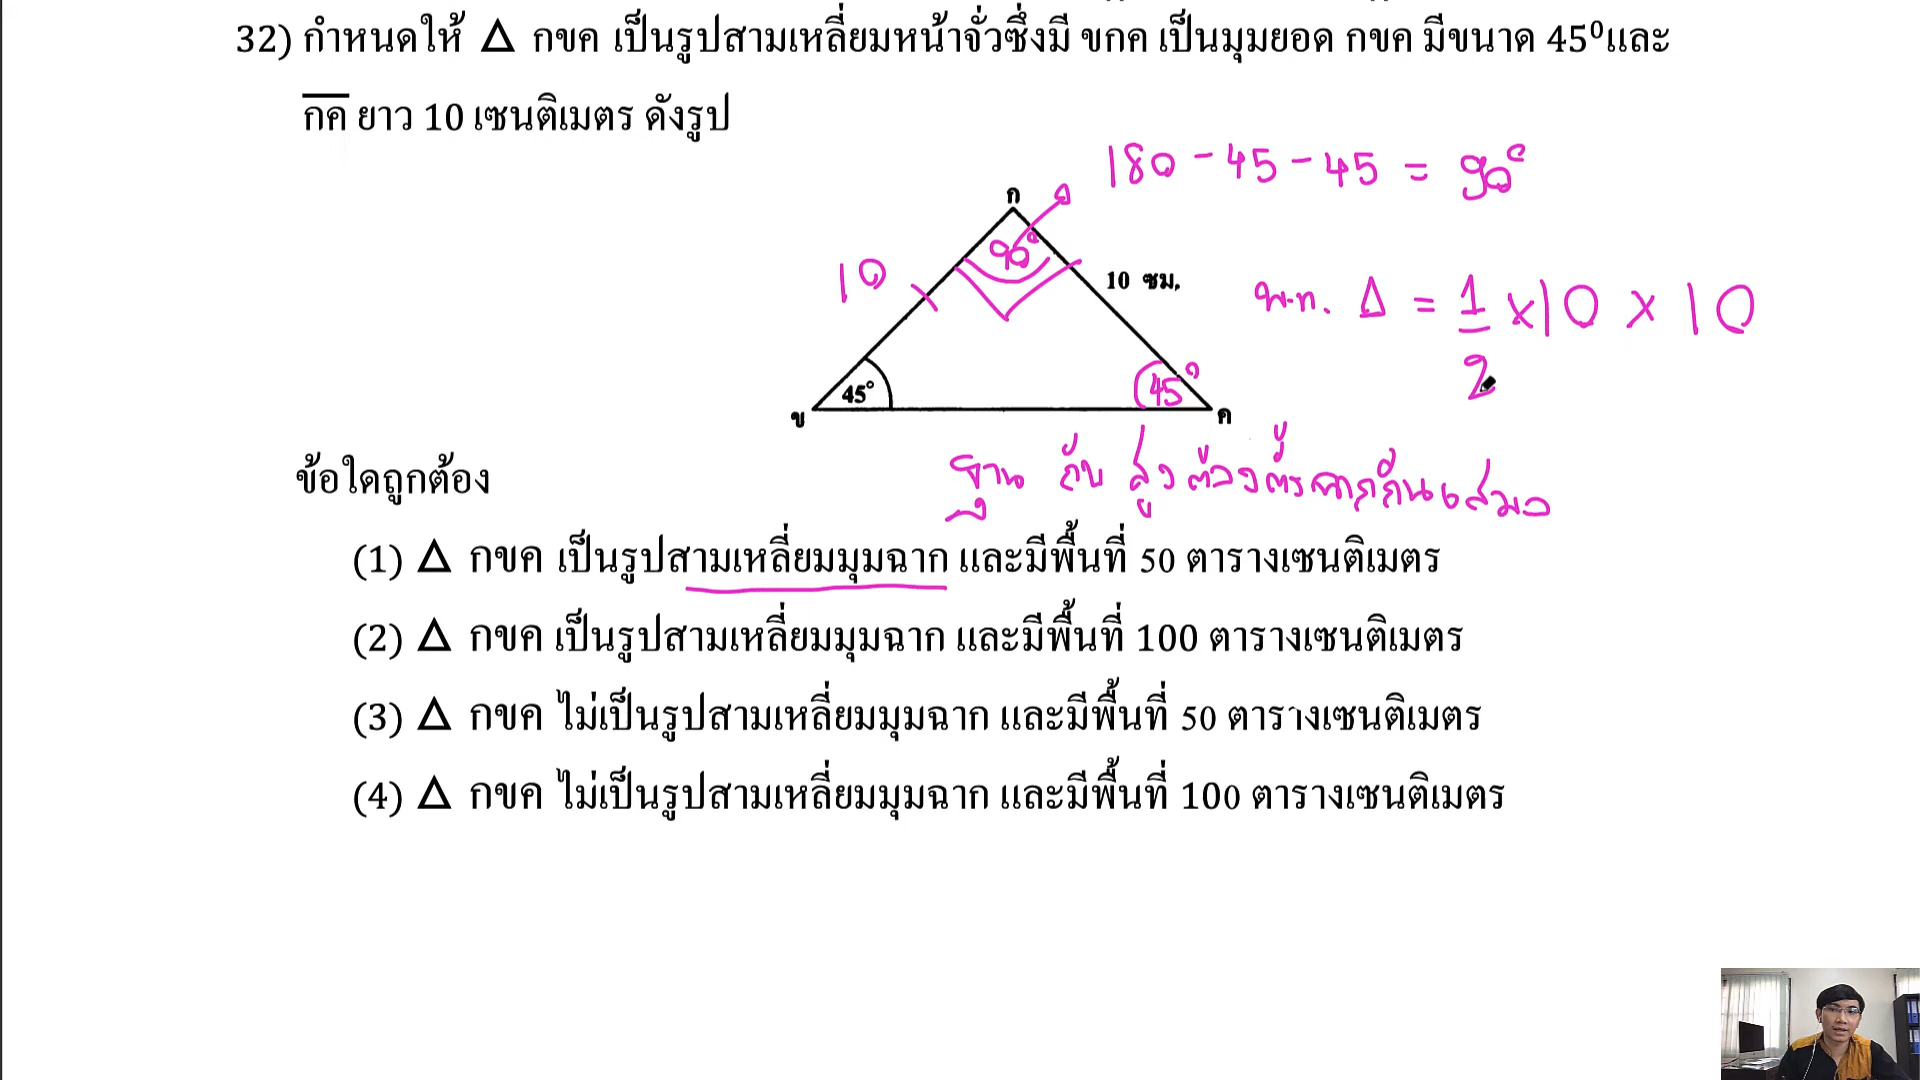 32) กำหนดให้ △ กขค เป็นรูปสามเหลี่ยมหน้าจั่วซึ่งมี ขกค เป็นมุมยอด กขค มีขนาด 45⁰และ
กค ยาว 10 เซนติเมตร ดังรูป
180 - 45 - 45 = 90°
ก
90°
10
10 ซม.
พ.ท. △ = 1/2 × 10 × 10
45°
45°
ข
ค
ฐาน กับ สูง ต้องตั้งฉากกันเสมอ
ข้อใดถูกต้อง
(1) △ กขค เป็นรูปสามเหลี่ยมมุมฉาก และมีพื้นที่ 50 ตารางเซนติเมตร
(2) △ กขค เป็นรูปสามเหลี่ยมมุมฉาก และมีพื้นที่ 100 ตารางเซนติเมตร
(3) △ กขค ไม่เป็นรูปสามเหลี่ยมมุมฉาก และมีพื้นที่ 50 ตารางเซนติเมตร
(4) △ กขค ไม่เป็นรูปสามเหลี่ยมมุมฉาก และมีพื้นที่ 100 ตารางเซนติเมตร